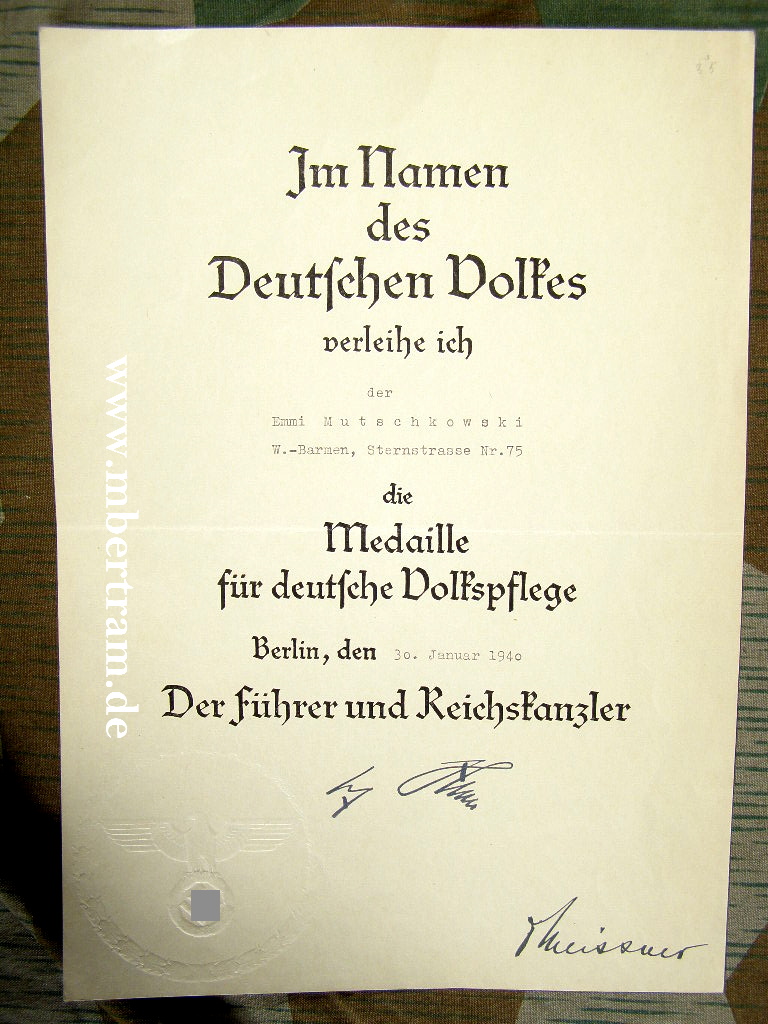 Im Namen
des
Deutſchen Volkes
verleihe ich
der
Emmi Mutschkowski
W.-Barmen, Sternstrasse Nr.75
die
Medaille
für deutſche Volkspflege
Berlin, den 30. Januar 1940
Der Führer und Reichskanzler
Meissner
www.mbertram.de